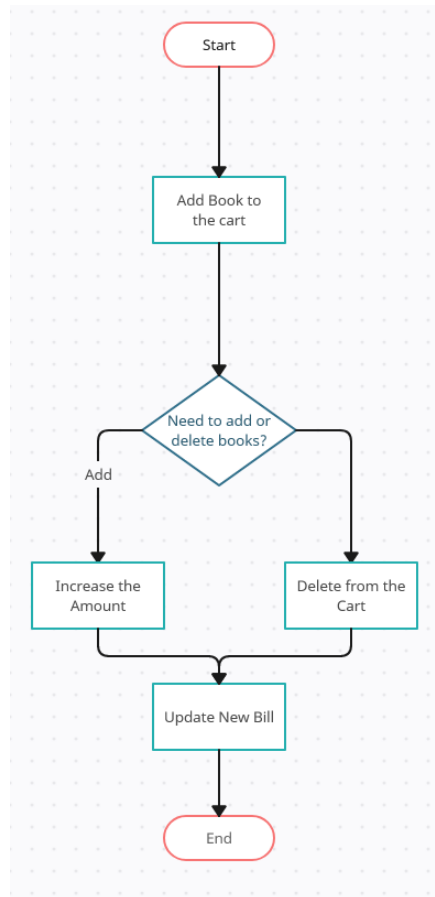 Start
Add Book to
the cart
Need to add or
delete books?
Add
Increase the
Amount
Delete from the
Cart
Update New Bill
End